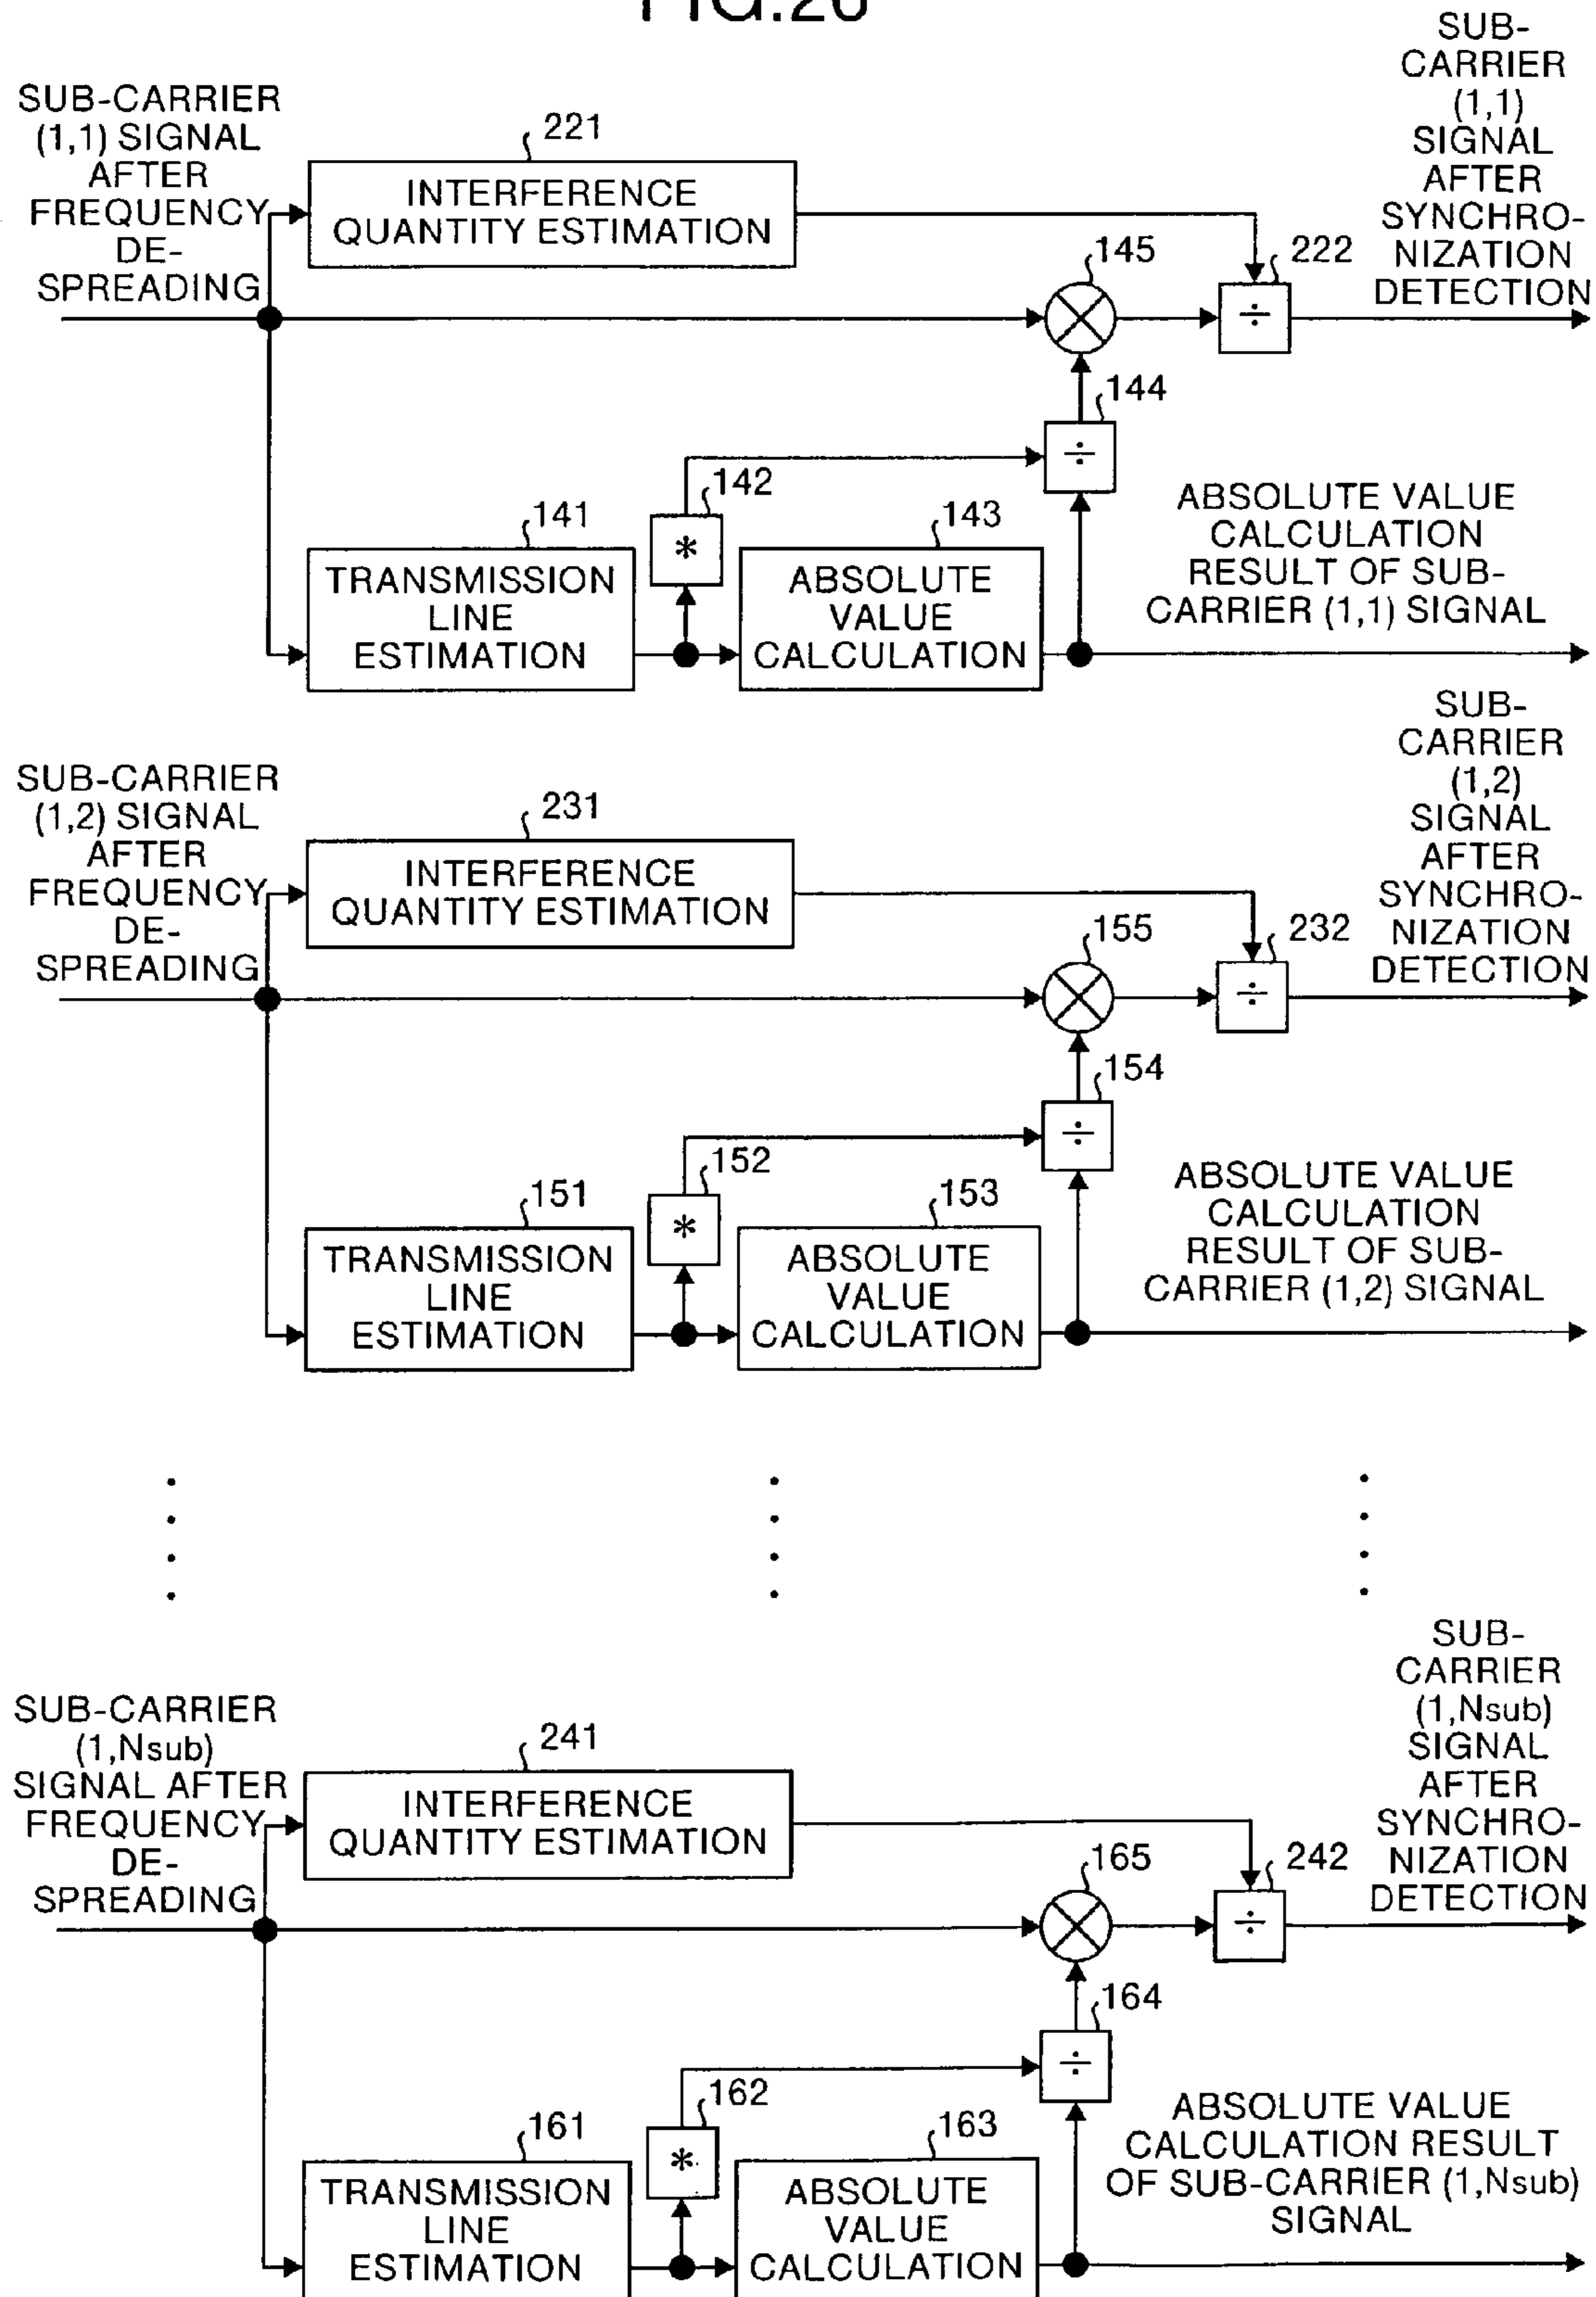 FIG.20
SUB-CARRIER
(1,1) SIGNAL
AFTER
FREQUENCY
DE-
SPREADING
221
INTERFERENCE
QUANTITY ESTIMATION
145
222
÷
SUB-
CARRIER
(1,1)
SIGNAL
AFTER
SYNCHRO-
NIZATION
DETECTION
144
÷
142
*
141
TRANSMISSION
LINE
ESTIMATION
143
ABSOLUTE
VALUE
CALCULATION
ABSOLUTE VALUE
CALCULATION
RESULT OF SUB-
CARRIER (1,1) SIGNAL
SUB-CARRIER
(1,2) SIGNAL
AFTER
FREQUENCY
DE-
SPREADING
231
INTERFERENCE
QUANTITY ESTIMATION
155
232
÷
SUB-
CARRIER
(1,2)
SIGNAL
AFTER
SYNCHRO-
NIZATION
DETECTION
154
÷
152
*
151
TRANSMISSION
LINE
ESTIMATION
153
ABSOLUTE
VALUE
CALCULATION
ABSOLUTE VALUE
CALCULATION
RESULT OF SUB-
CARRIER (1,2) SIGNAL
SUB-CARRIER
(1,Nsub)
SIGNAL AFTER
FREQUENCY
DE-
SPREADING
241
INTERFERENCE
QUANTITY ESTIMATION
165
242
÷
SUB-
CARRIER
(1,Nsub)
SIGNAL
AFTER
SYNCHRO-
NIZATION
DETECTION
164
÷
162
*
161
TRANSMISSION
LINE
ESTIMATION
163
ABSOLUTE
VALUE
CALCULATION
ABSOLUTE VALUE
CALCULATION RESULT
OF SUB-CARRIER (1,Nsub)
SIGNAL